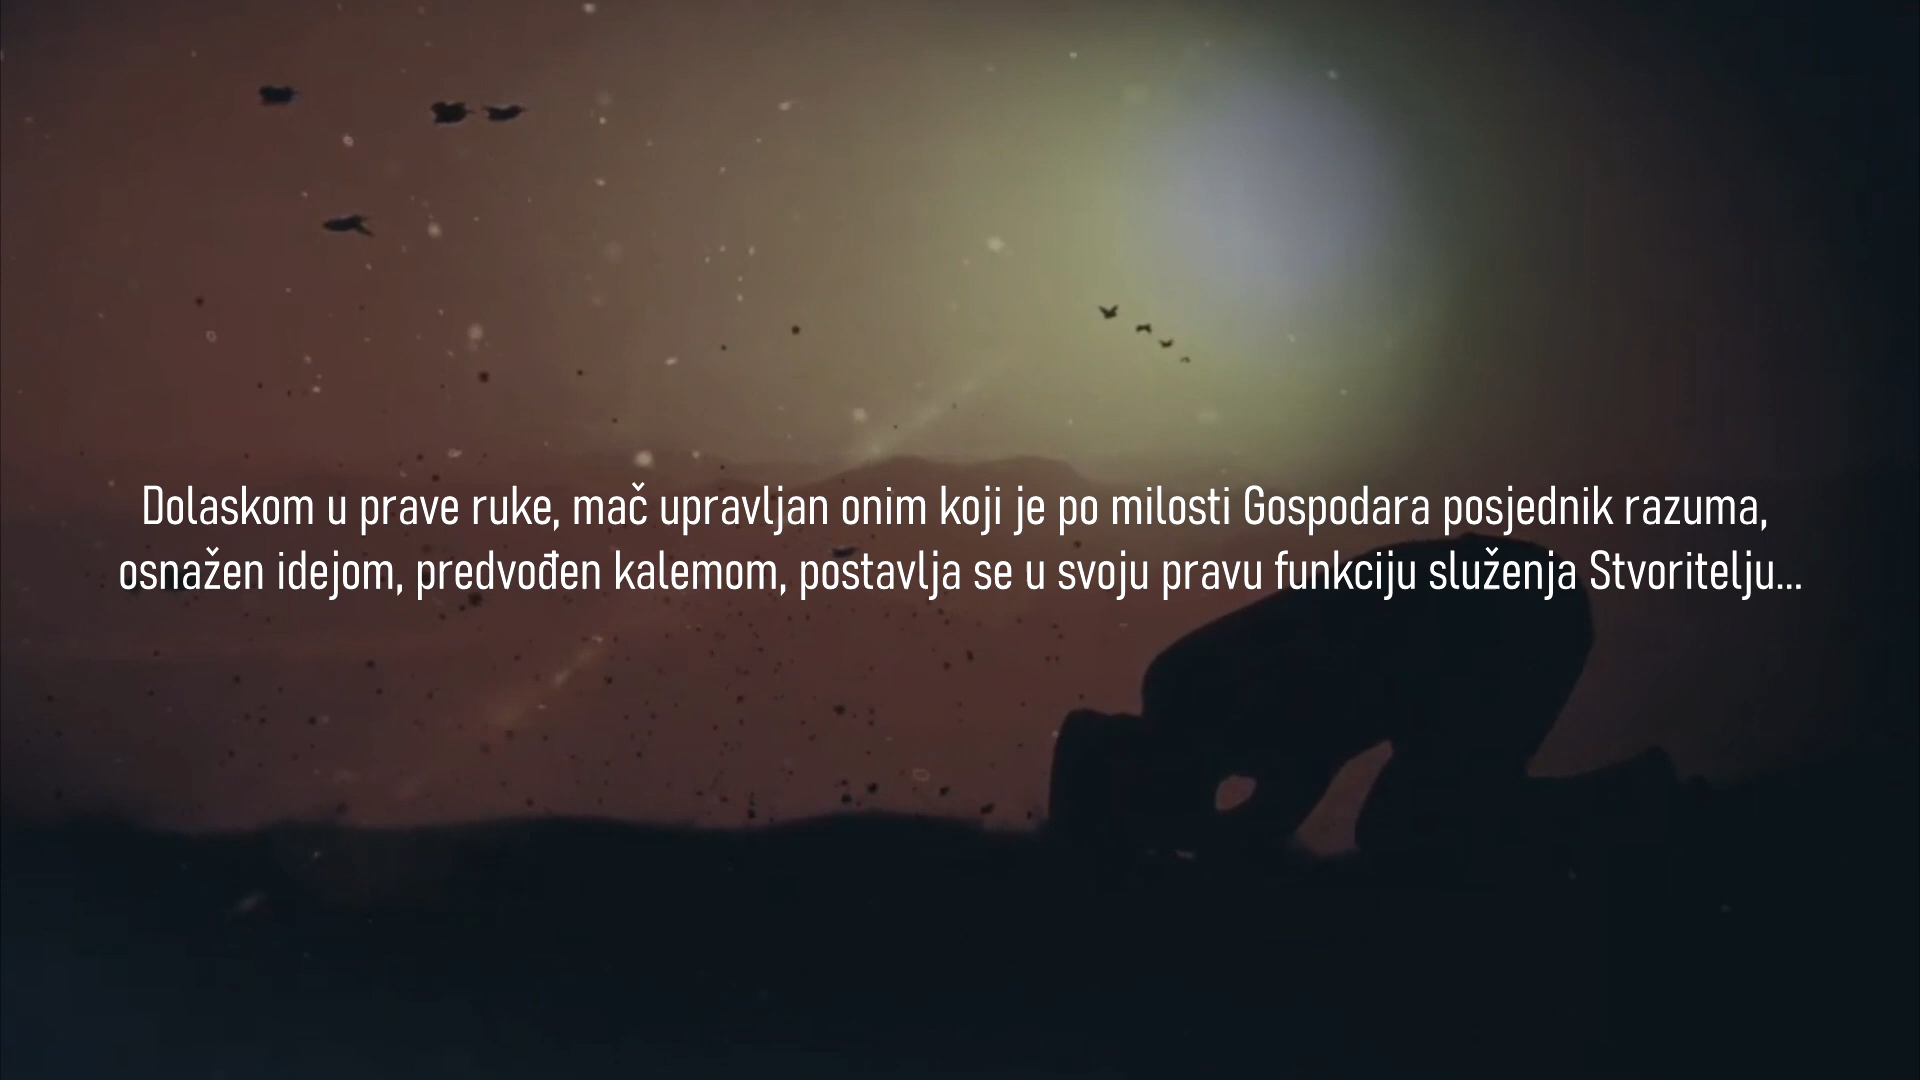 Dolaskom u prave ruke, mač upravljan onim koji je po milosti Gospodara posjednik razuma,
osnažen idejom, predvođen kalemom, postavlja se u svoju pravu funkciju služenja Stvoritelju...